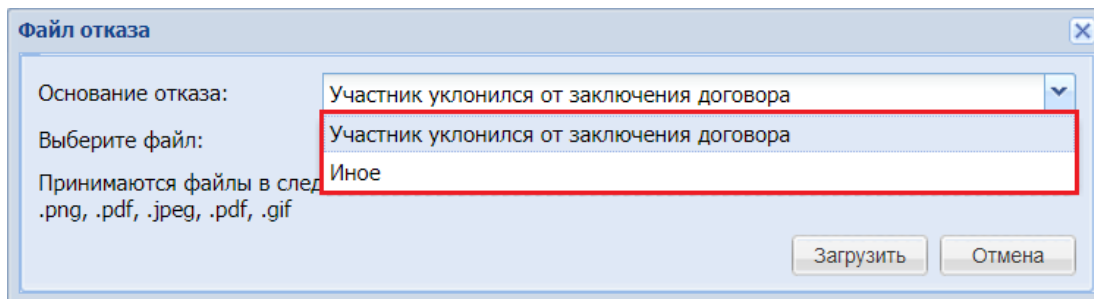 Файл отказа
Основание отказа:
Участник уклонился от заключения договора
Участник уклонился от заключения договора
Выберите файл:
Иное
Принимаются файлы в след
.png, .pdf, .jpeg, .pdf, .gif
Загрузить
Отмена